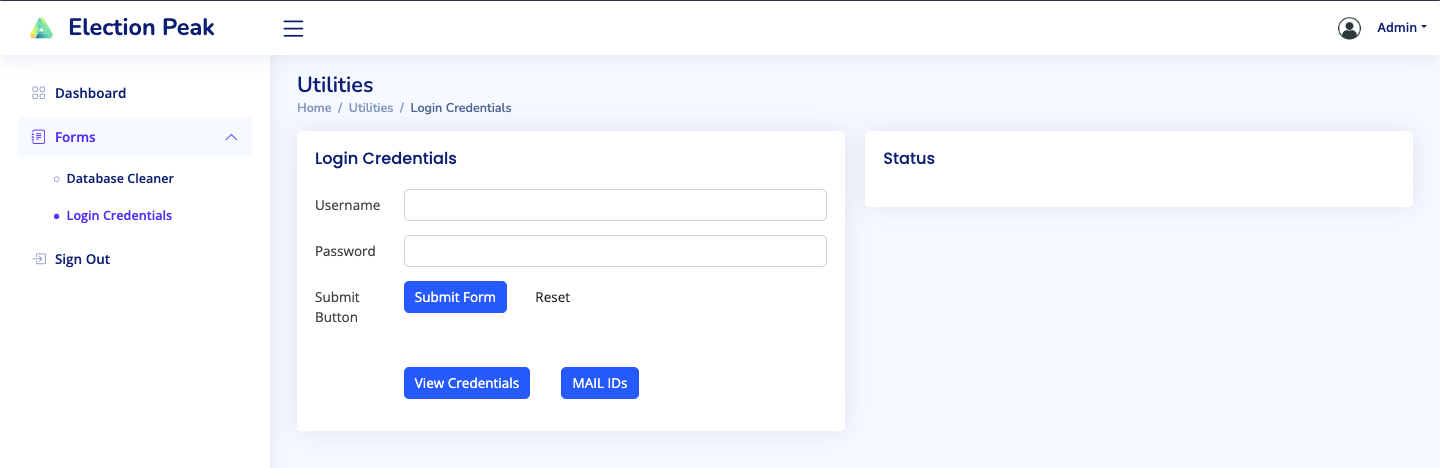 Election Peak
Admin
Dashboard
Forms
Database Cleaner
Login Credentials
Sign Out
Utilities
Home / Utilities / Login Credentials
Login Credentials
Username
Password
Submit
Button
Submit Form
Reset
View Credentials
MAIL IDs
Status